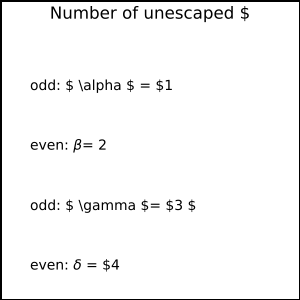 Number of unescaped $
odd: $ \alpha $ = $1
even: β= 2
odd: $ \gamma $= $3 $
even: δ = $4